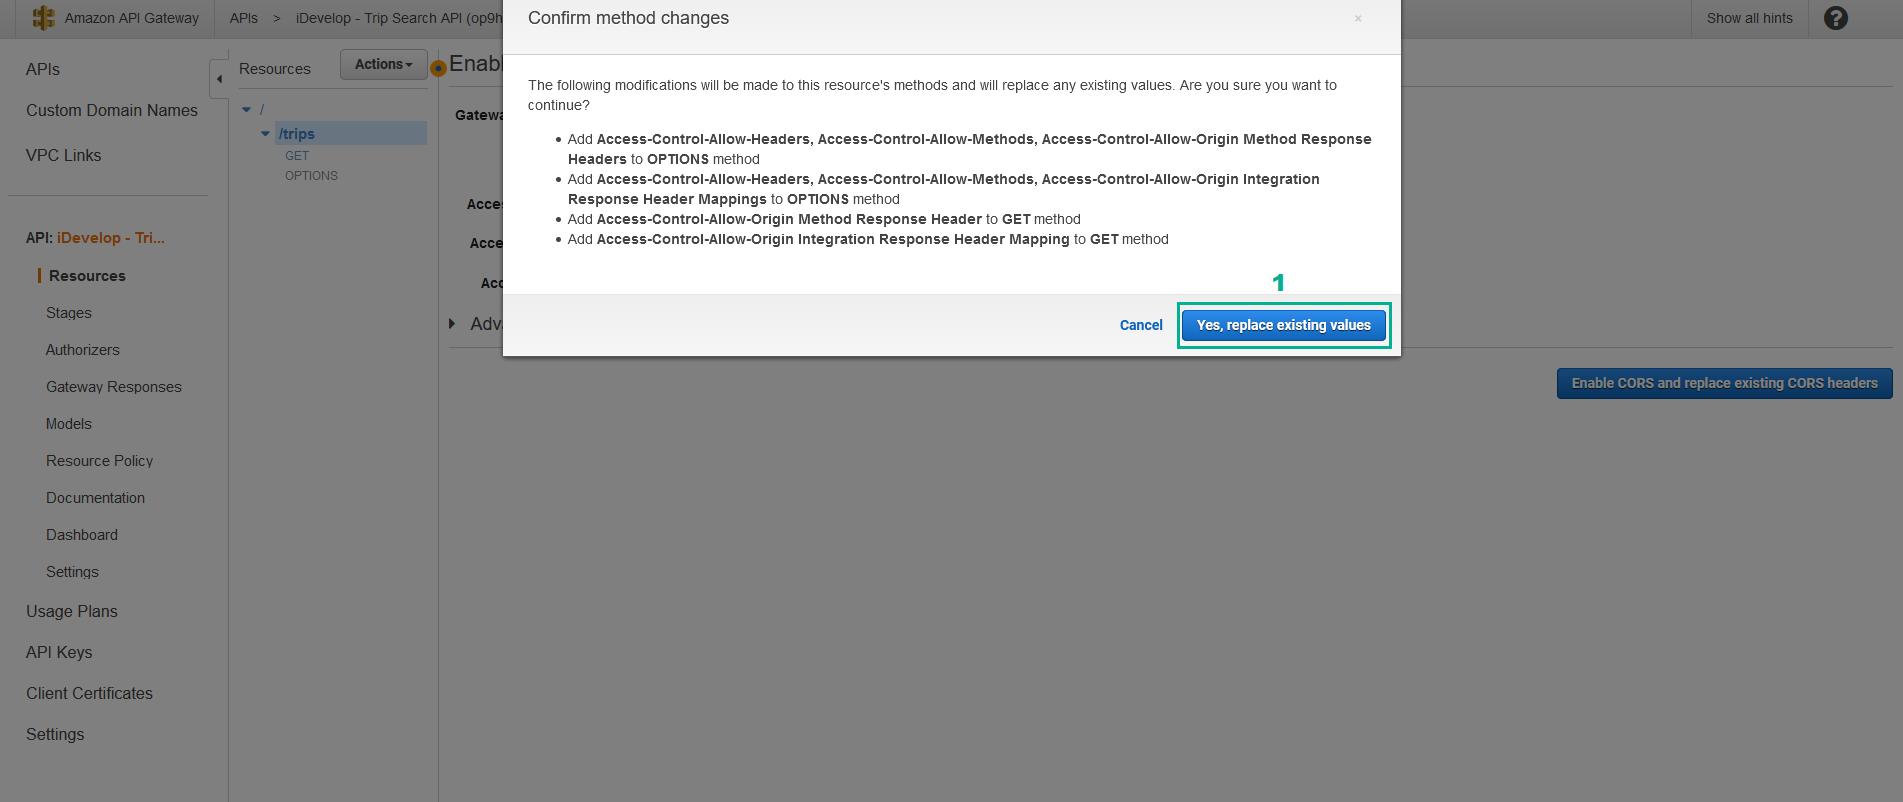 Amazon API Gateway
APIs > iDevelop - Trip Search API (op9h
Confirm method changes
×
Show all hints
?
APIs
Custom Domain Names
VPC Links
API: iDevelop - Tri...
Resources
Stages
Authorizers
Gateway Responses
Models
Resource Policy
Documentation
Dashboard
Settings
Usage Plans
API Keys
Client Certificates
Settings
Resources
Actions
/
/trips
GET
OPTIONS
Enab
Gatewa
Acce
Acce
Acc
Adv
The following modifications will be made to this resource's methods and will replace any existing values. Are you sure you want to
continue?
• Add Access-Control-Allow-Headers, Access-Control-Allow-Methods, Access-Control-Allow-Origin Method Response
Headers to OPTIONS method
• Add Access-Control-Allow-Headers, Access-Control-Allow-Methods, Access-Control-Allow-Origin Integration
Response Header Mappings to OPTIONS method
• Add Access-Control-Allow-Origin Method Response Header to GET method
• Add Access-Control-Allow-Origin Integration Response Header Mapping to GET method
1
Cancel
Yes, replace existing values
Enable CORS and replace existing CORS headers